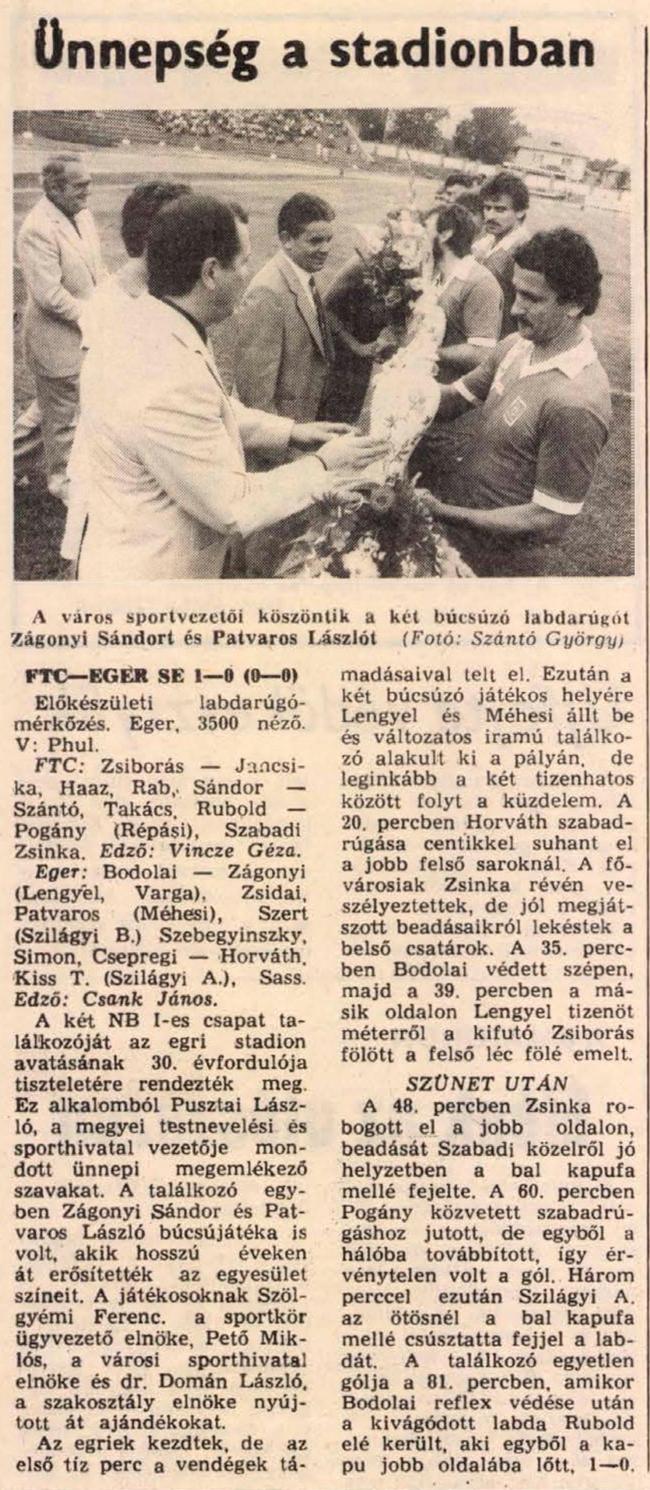 Ünnepség a stadionban
A város sportvezetői köszöntik a két búcsúzó labdarúgót
Zágonyi Sándort és Patvaros Lászlót (Fotó: Szántó György)
FTC—EGER SE 1—0 (0—0)
Előkészületi labdarúgó-
mérkőzés. Eger, 3500 néző.
V: Phul.
FTC: Zsiborás — Jancsi-
ka, Haaz, Rab, Sándor —
Szántó, Takács, Rubold —
Pogány (Répási), Szabadi
Zsinka. Edző: Vincze Géza.
Eger: Bodolai — Zágonyi
(Lengyel, Varga), Zsidai,
Patvaros (Méhesi), Szert
(Szilágyi B.) Szebegyinszky,
Simon, Csepregi — Horváth,
Kiss T. (Szilágyi A.), Sass.
Edző: Csank János.
A két NB I-es csapat ta-
lálkozóját az egri stadion
avatásának 30. évfordulója
tiszteletére rendezték meg.
Ez alkalomból Pusztai Lász-
ló, a megyei testnevelési és
sporthivatal vezetője mon-
dott ünnepi megemlékező
szavakat. A találkozó egy-
ben Zágonyi Sándor és Pat-
varos László búcsújátéka is
volt, akik hosszú éveken
át erősítették az egyesület
színeit. A játékosoknak Szöl-
gyémi Ferenc. a sportkör
ügyvezető elnöke, Pető Mik-
lós, a városi sporthivatal
elnöke és dr. Domán László,
a szakosztály elnöke nyúj-
tott át ajándékokat.
Az egriek kezdtek, de az
első tíz perc a vendégek tá-
madásaival telt el. Ezután a
két búcsúzó játékos helyére
Lengyel és Méhesi állt be
és változatos iramú találko-
zó alakult ki a pályán, de
leginkább a két tizenhatos
között folyt a küzdelem. A
20. percben Horváth szabad-
rúgása centikkel suhant el
a jobb felső saroknál. A fő-
városiak Zsinka révén ve-
szélyeztettek, de jól megját-
szott beadásaikról lekéstek a
belső csatárok. A 35. perc-
ben Bodolai védett szépen,
majd a 39. percben a má-
sik oldalon Lengyel tizenöt
méterről a kifutó Zsiborás
fölött a felső léc fölé emelt.
SZÜNET UTÁN
A 48. percben Zsinka ro-
bogott el a jobb oldalon,
beadását Szabadi közelről jó
helyzetben a bal kapufa
mellé fejelte. A 60. percben
Pogány közvetett szabadrú-
gáshoz jutott, de egyből a
hálóba továbbított, így ér-
vénytelen volt a gól. Három
perccel ezután Szilágyi A.
az ötösnél a bal kapufa
mellé csúsztatta fejjel a lab-
dát. A találkozó egyetlen
gólja a 81. percben, amikor
Bodolai reflex védése után
a kivágódott labda Rubold
elé került, aki egyből a ka-
pu jobb oldalába lőtt, 1—0.